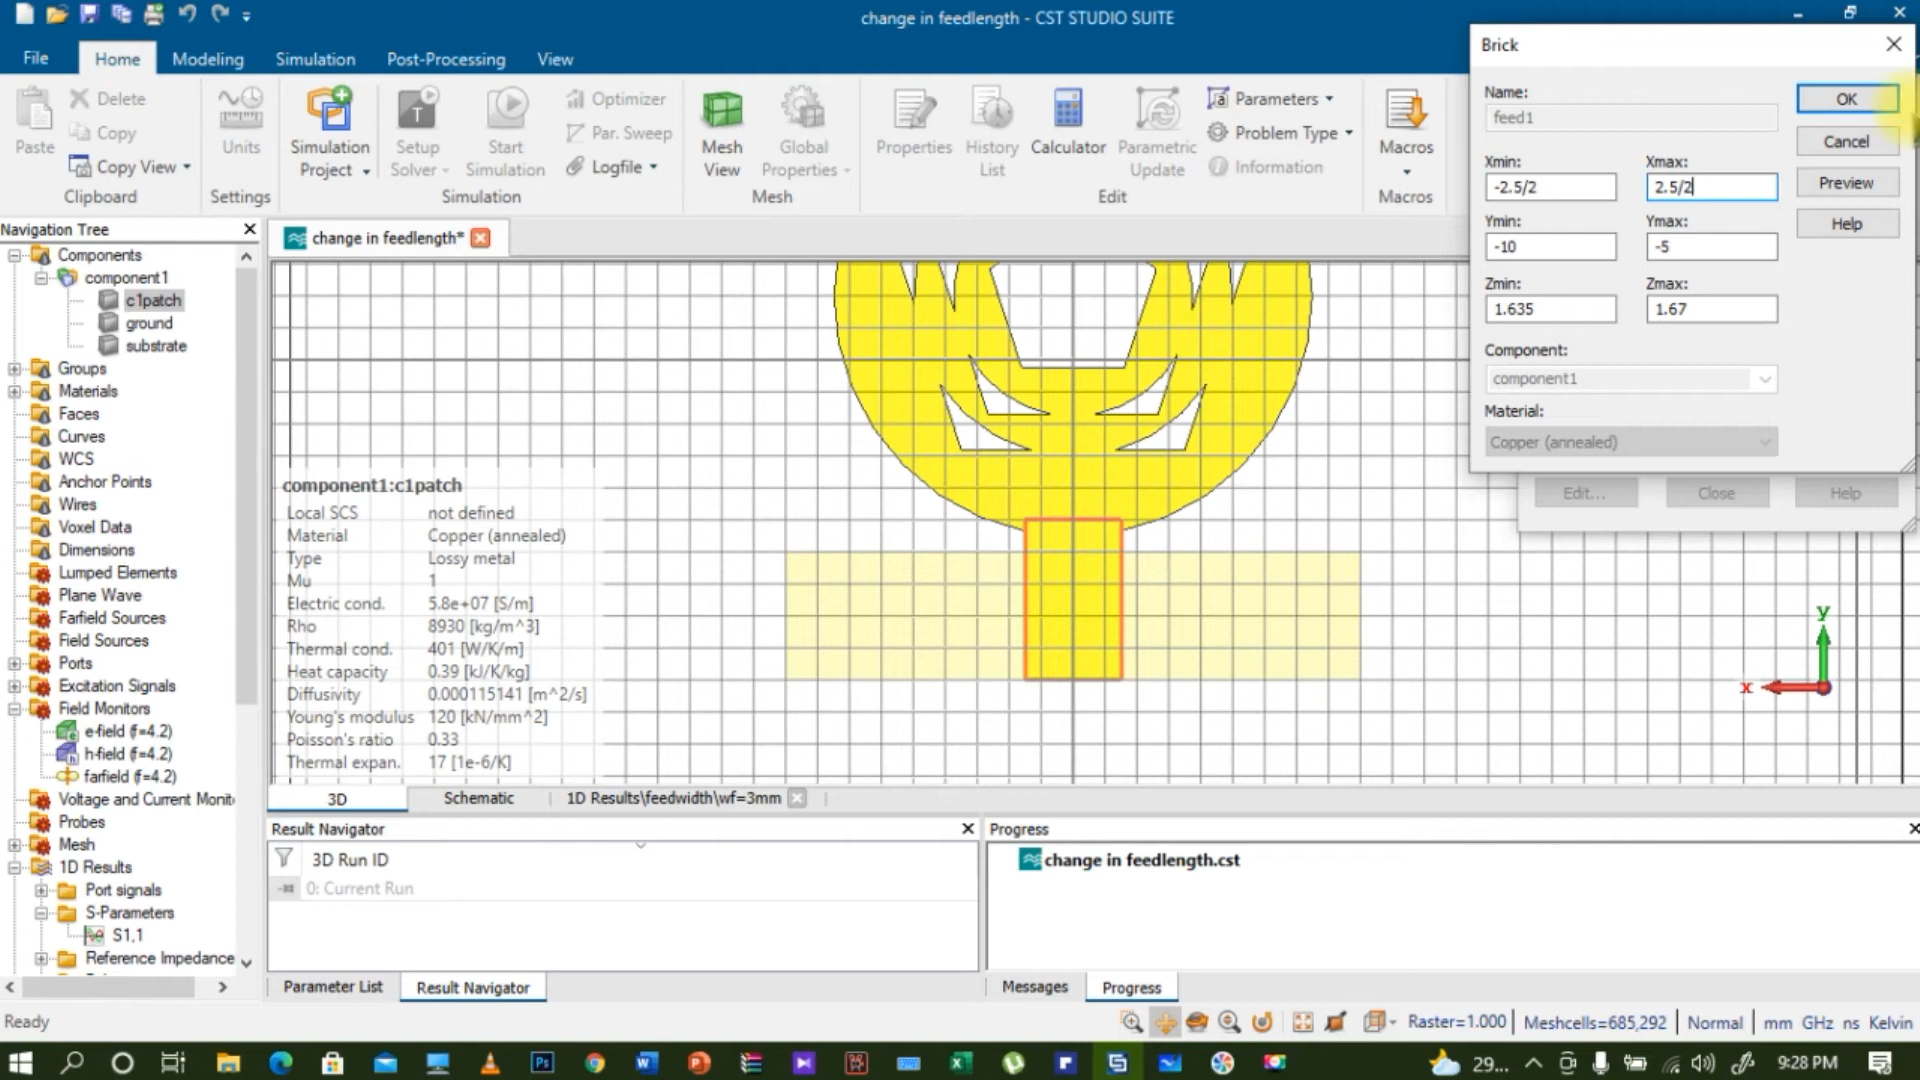 change in feedlength - CST STUDIO SUITE
File
Home
Modeling
Simulation
Post-Processing
View
Paste
Delete
Copy
Copy View
Clipboard
Units
Settings
Simulation
Project
Setup
Solver
Start
Simulation
Optimizer
Par. Sweep
Logfile
Simulation
Mesh
View
Global
Properties
Mesh
Properties
History
List
Calculator
Parametric
Update
Parameters
Problem Type
Information
Edit
Macros
Macros
Brick
Name:
feed1
OK
Cancel
Xmin:
Xmax:
-2.5/2
2.5/2
Preview
Ymin:
Ymax:
Help
-10
-5
Zmin:
Zmax:
1.635
1.67
Component:
component1
Material:
Copper (annealed)
Edit...
Close
Help
Navigation Tree
Components
component1
c1patch
ground
substrate
Groups
Materials
Faces
Curves
WCS
Anchor Points
Wires
Voxel Data
Dimensions
Lumped Elements
Plane Wave
Farfield Sources
Field Sources
Ports
Excitation Signals
Field Monitors
e-field (f=4.2)
h-field (f=4.2)
farfield (f=4.2)
Voltage and Current Monit
Probes
Mesh
1D Results
Port signals
S-Parameters
S1,1
Reference Impedance
change in feedlength*
component1:c1patch
Local SCS not defined
Material Copper (annealed)
Type Lossy metal
Mu 1
Electric cond. 5.8e+07 [S/m]
Rho 8930 [kg/m^3]
Thermal cond. 401 [W/K/m]
Heat capacity 0.39 [kJ/K/kg]
Diffusivity 0.000115141 [m^2/s]
Young's modulus 120 [kN/mm^2]
Poisson's ratio 0.33
Thermal expan. 17 [1e-6/K]
y
x
3D
Schematic
1D Results\feedwidth\wf=3mm
Result Navigator
3D Run ID
0: Current Run
Parameter List
Result Navigator
Progress
change in feedlength.cst
Messages
Progress
Ready
Raster=1.000
Meshcells=685,292
Normal
mm GHz ns Kelvin
29...
9:28 PM